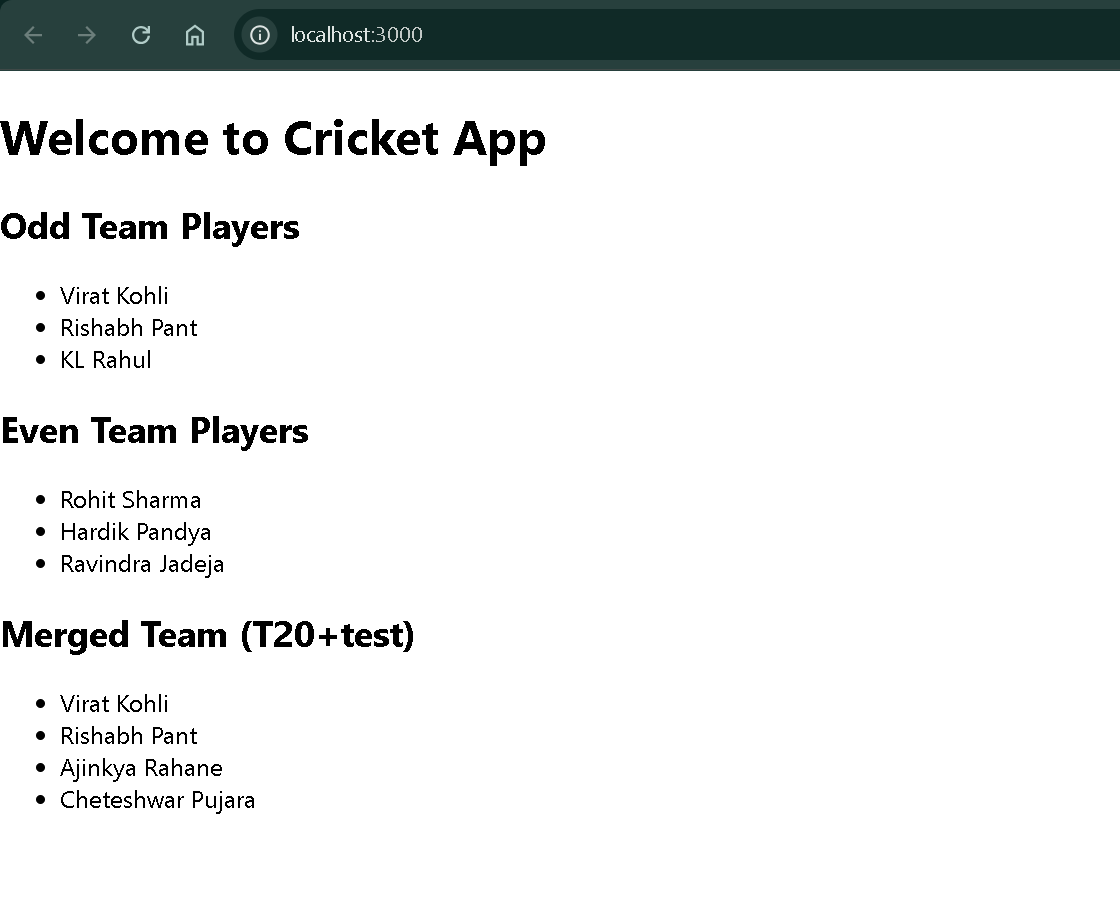 localhost:3000
Welcome to Cricket App
Odd Team Players
Virat Kohli
Rishabh Pant
KL Rahul
Even Team Players
Rohit Sharma
Hardik Pandya
Ravindra Jadeja
Merged Team (T20+test)
Virat Kohli
Rishabh Pant
Ajinkya Rahane
Cheteshwar Pujara